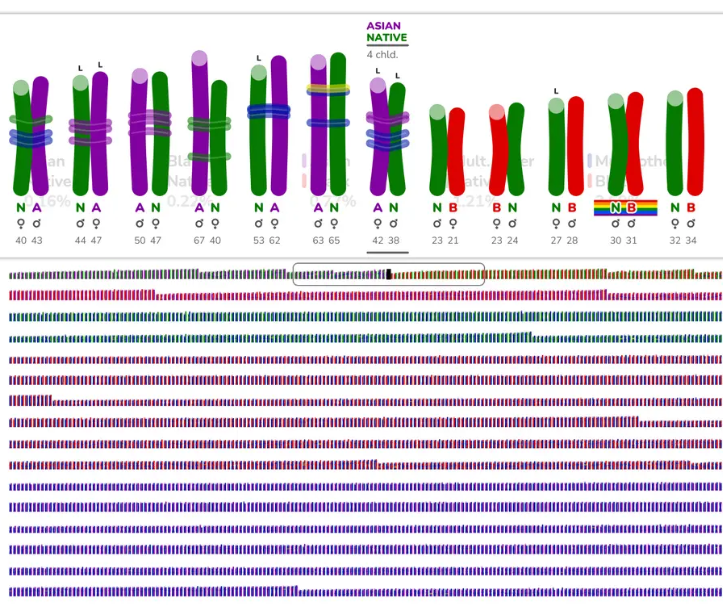 ASIAN
NATIVE
4 chld.
L L L L L L L
N A N A A N A N N A A N A N N B B N N B N B N B
♀ ♂ ♂ ♀ ♀ ♂ ♂ ♀ ♂ ♀ ♀ ♂ ♀ ♂ ♂ ♀ ♀ ♂ ♀ ♂ ♂ ♂ ♀ ♂
40 43 44 47 50 47 67 40 53 62 63 65 42 38 23 21 23 24 27 28 30 31 32 34